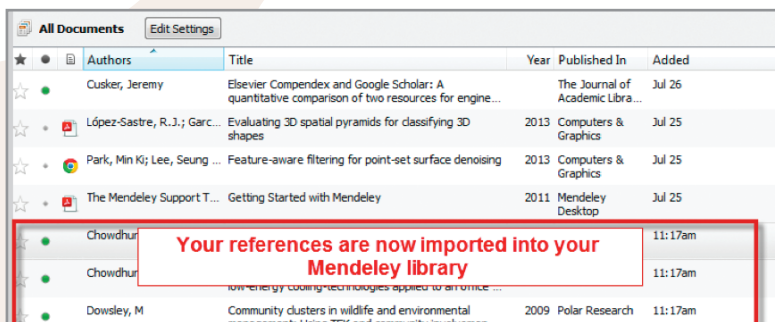 All Documents Edit Settings
Authors Title Year Published In Added
Cusker, Jeremy Elsevier Compendex and Google Scholar: A The Journal of Jul 26
quantitative comparison of two resources for engine... Academic Libra...
López-Sastre, R.J.; Garc... Evaluating 3D spatial pyramids for classifying 3D 2013 Computers & Jul 25
shapes Graphics
Park, Min Ki; Lee, Seung ... Feature-aware filtering for point-set surface denoising 2013 Computers & Jul 25
Graphics
The Mendeley Support T... Getting Started with Mendeley 2011 Mendeley Jul 25
Desktop
Chowdhur 11:17am
Your references are now imported into your
Mendeley library
Chowdhur 11:17am
low-energy cooling-technologies applied to an office ...
Dowsley, M Community clusters in wildlife and environmental 2009 Polar Research 11:17am